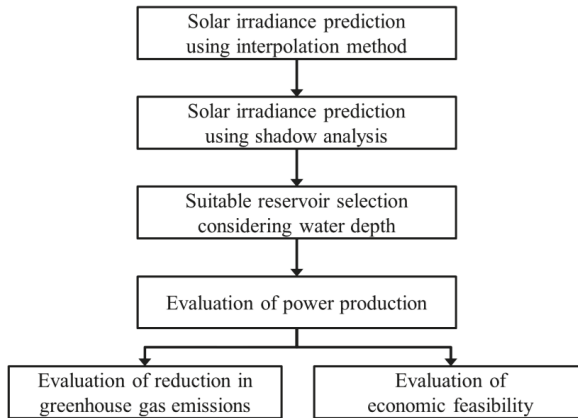 Solar irradiance prediction
using interpolation method
Solar irradiance prediction
using shadow analysis
Suitable reservoir selection
considering water depth
Evaluation of power production
Evaluation of reduction in
greenhouse gas emissions
Evaluation of
economic feasibility